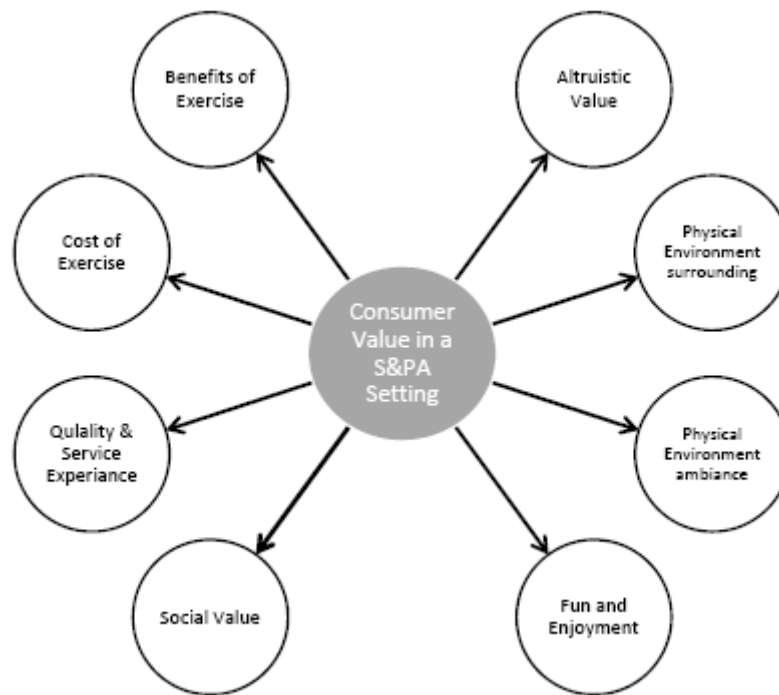 Benefits of
Exercise
Altruistic
Value
Cost of
Exercise
Physical
Environment
surrounding
Consumer
Value in a
S&PA
Setting
Qulality &
Service
Experiance
Physical
Environment
ambiance
Social Value
Fun and
Enjoyment